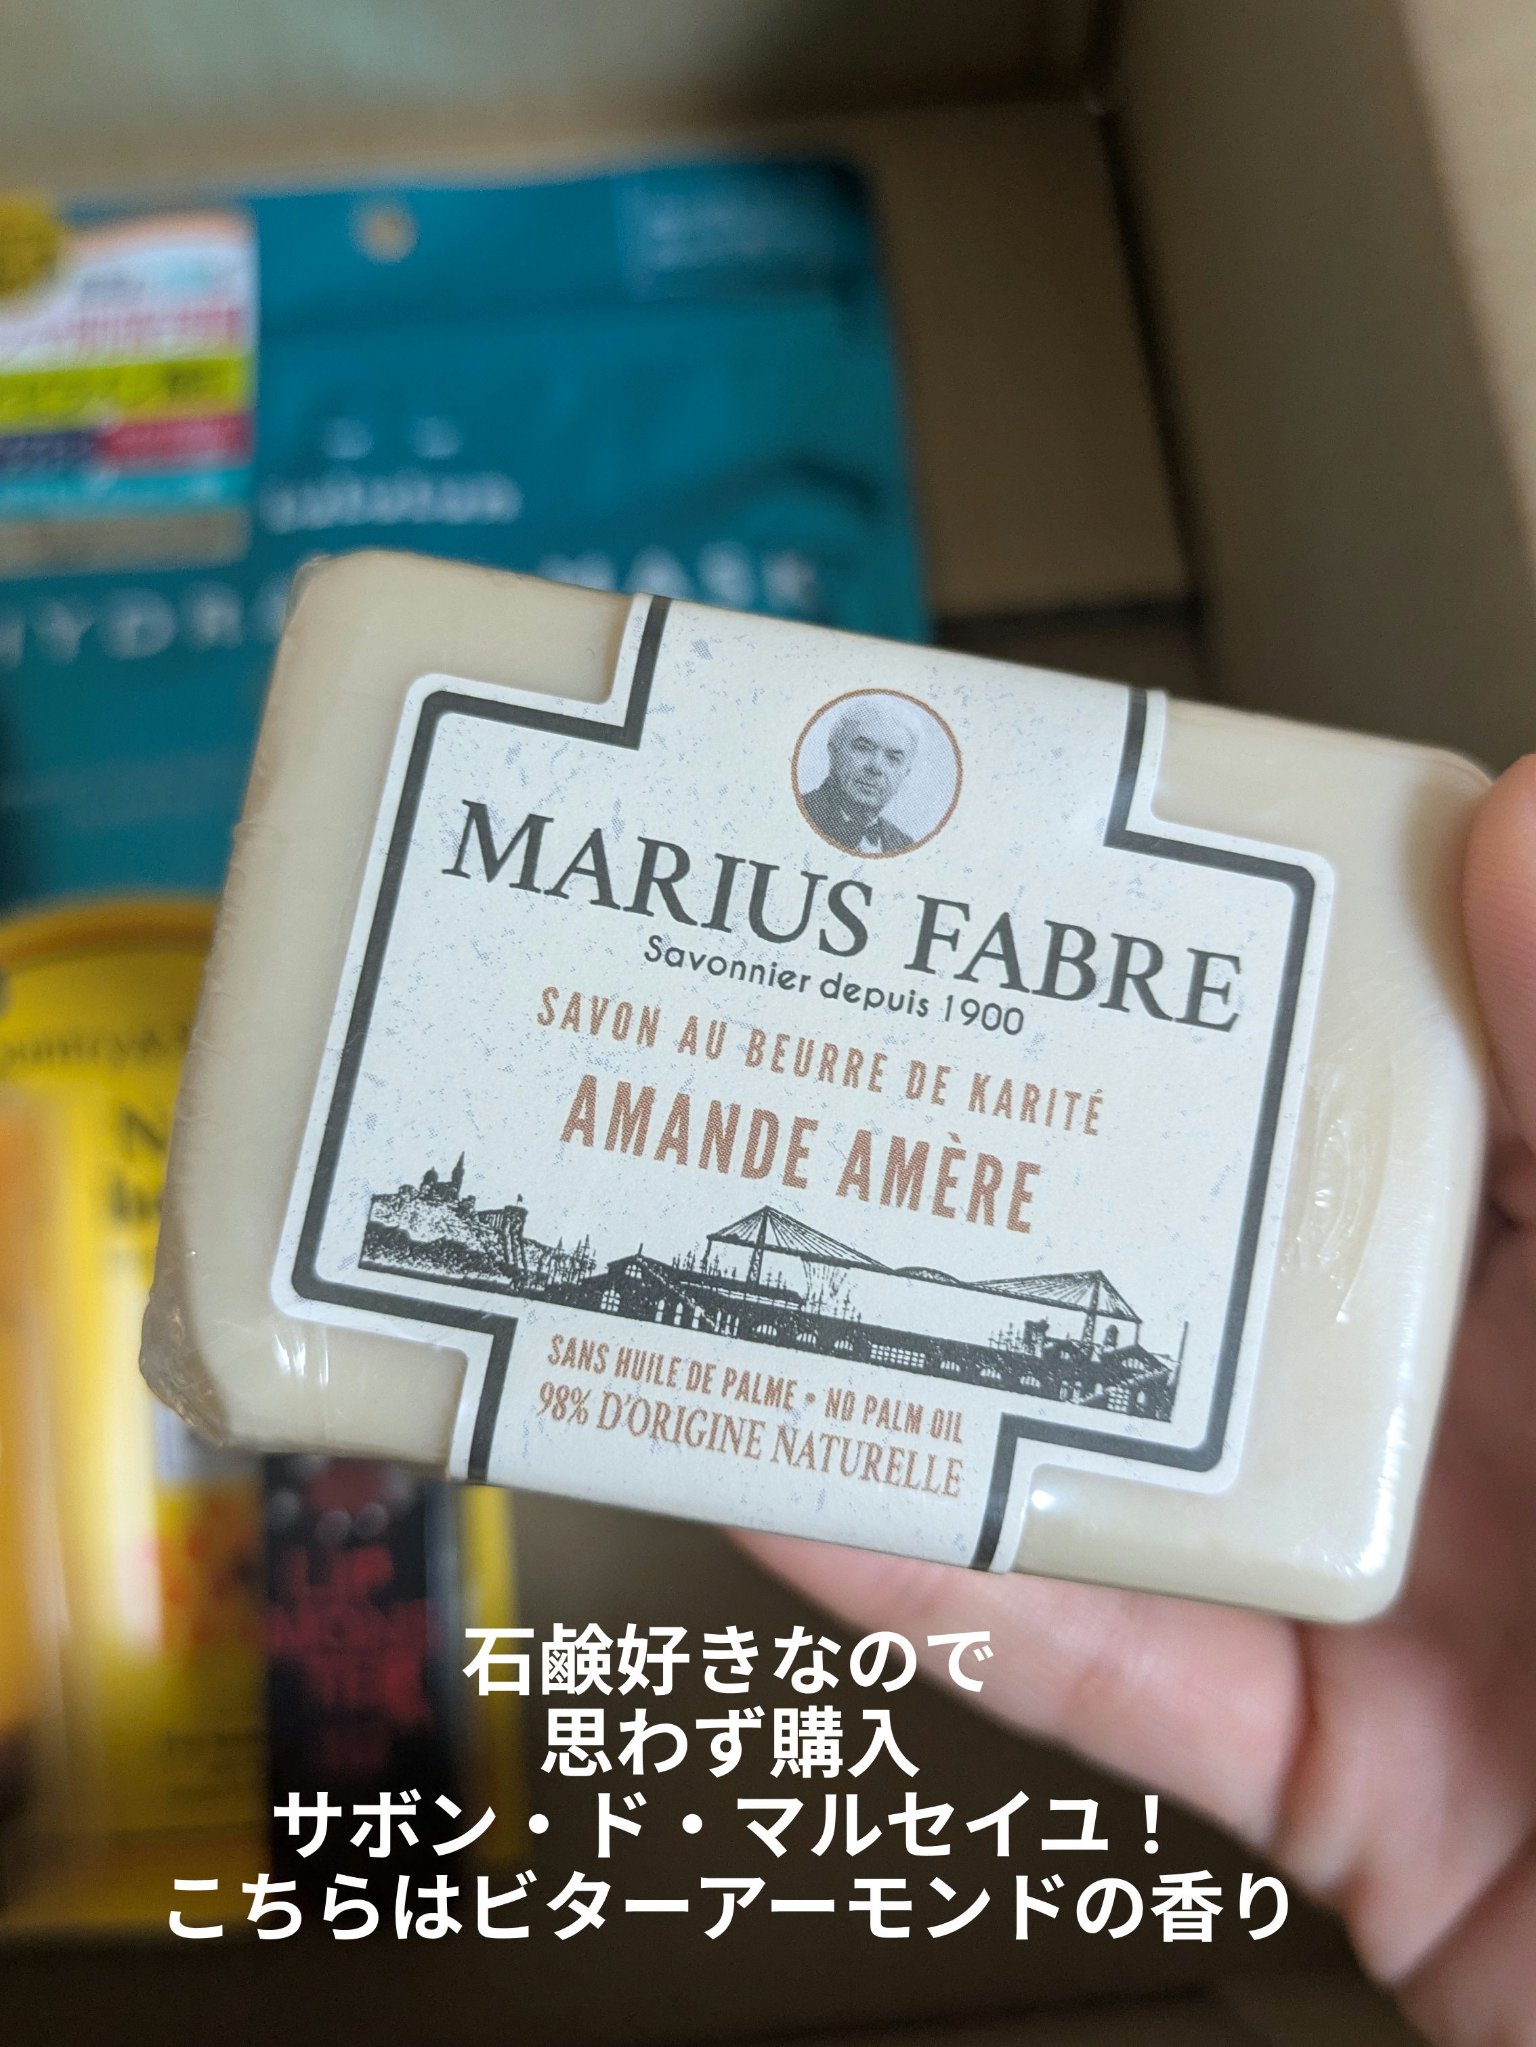 MASK
MARIUS FABRE
Savonnier depuis 1900
SAVON AU BEURRE DE KARITÉ
AMANDE AMÈRE
SANS HUILE DE PALME • NO PALM OIL
98% D'ORIGINE NATURELLE
石鹸好きなので
思わず購入
サボン・ド・マルセイユ！
こちらはビターアーモンドの香り